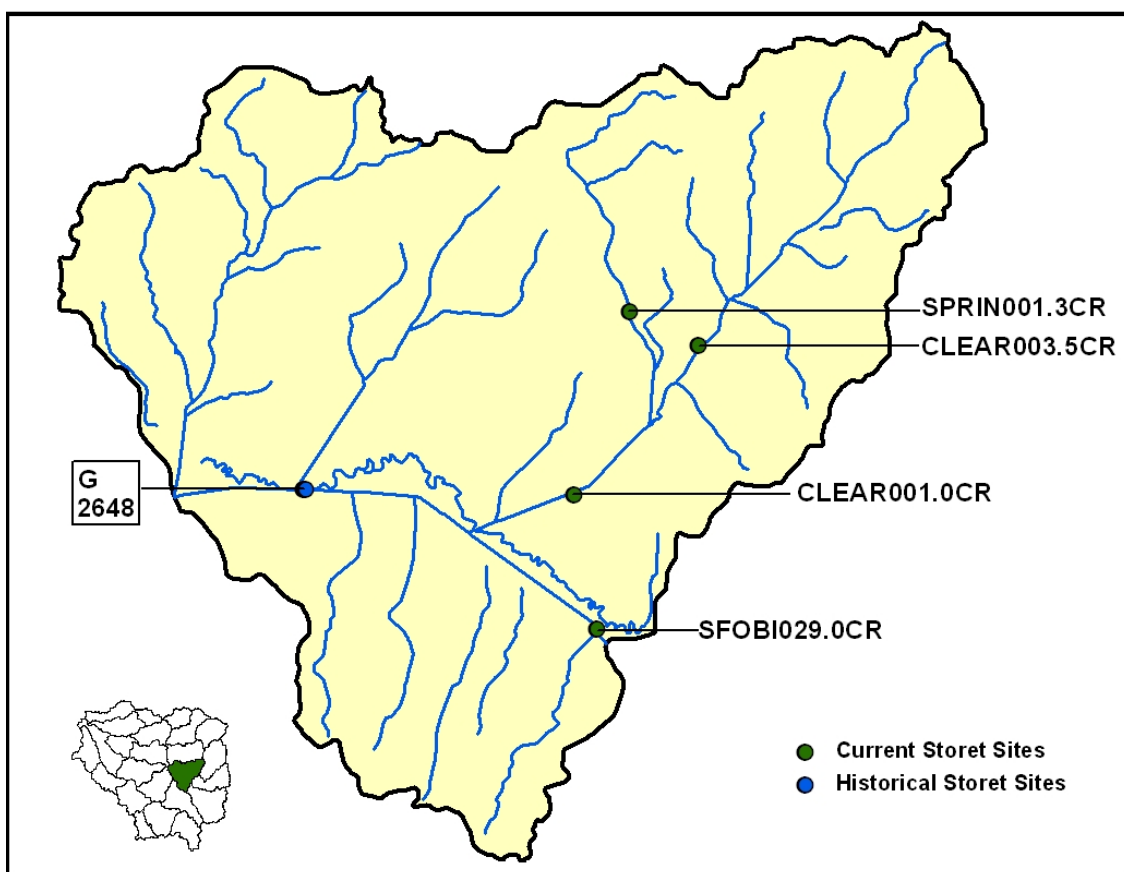 SPRIN001.3CR
CLEAR003.5CR
G
2648
CLEAR001.0CR
SFOBI029.0CR
Current Storet Sites
Historical Storet Sites